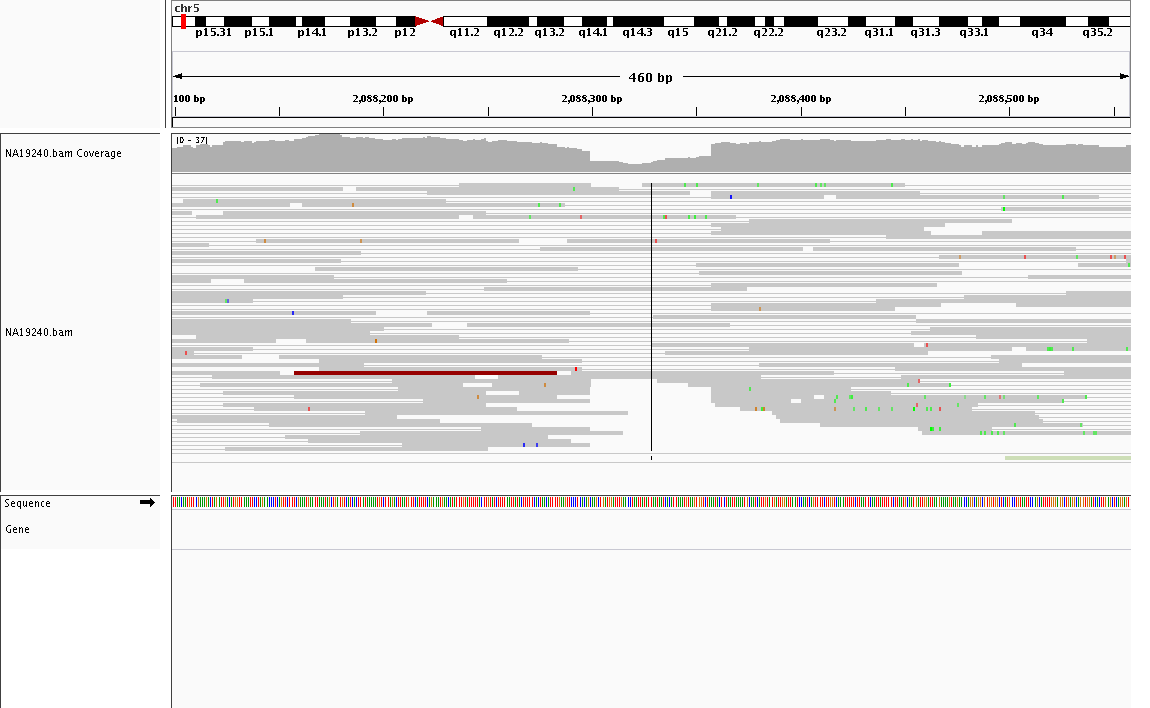 chr5
p15.31 p15.1 p14.1 p13.2 p12 q11.2 q12.2 q13.2 q14.1 q14.3 q15 q21.2 q22.2 q23.2 q31.1 q31.3 q33.1 q34 q35.2
460 bp
100 bp 2,088,200 bp 2,088,300 bp 2,088,400 bp 2,088,500 bp
[0 - 37]
NA19240.bam Coverage
NA19240.bam
Sequence
Gene